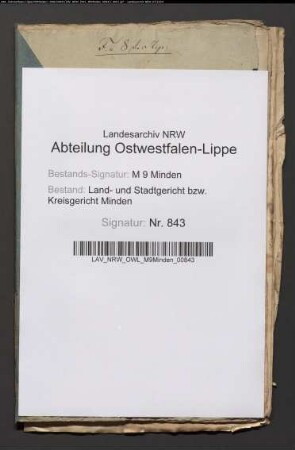 Landesarchiv NRW
Abteilung Ostwestfalen-Lippe
Bestands-Signatur: M 9 Minden
Bestand: Land- und Stadtgericht bzw.
Kreisgericht Minden
Signatur: Nr. 843
LAV_NRW_OWL_M9Minden_00843